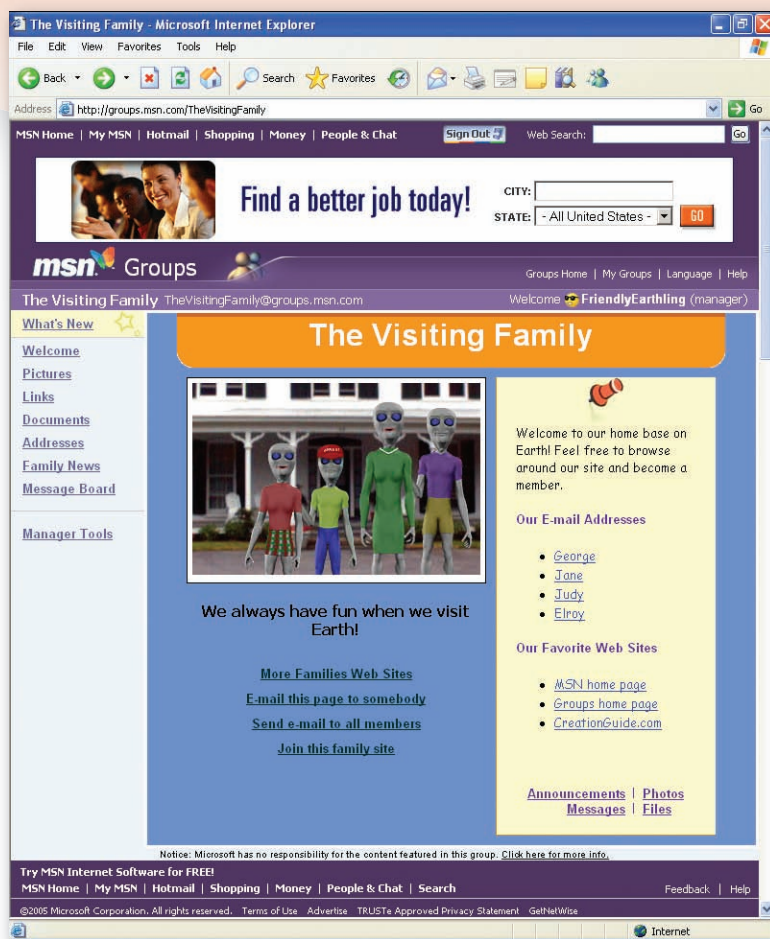 The Visiting Family - Microsoft Internet Explorer
File Edit View Favorites Tools Help
Back Search Favorites
Address http://groups.msn.com/TheVisitingFamily Go
MSN Home | My MSN | Hotmail | Shopping | Money | People & Chat Sign Out Web Search: Go
Find a better job today!
CITY:
STATE: - All United States - GO
msn Groups
Groups Home | My Groups | Language | Help
The Visiting Family TheVisitingFamily@groups.msn.com Welcome FriendlyEarthling (manager)
What's New
Welcome
Pictures
Links
Documents
Addresses
Family News
Message Board
Manager Tools
The Visiting Family
We always have fun when we visit
Earth!
More Families Web Sites
E-mail this page to somebody
Send e-mail to all members
Join this family site
Welcome to our home base on
Earth! Feel free to browse
around our site and become a
member.
Our E-mail Addresses
• George
• Jane
• Judy
• Elroy
Our Favorite Web Sites
• MSN home page
• Groups home page
• CreationGuide.com
Announcements | Photos
Messages | Files
Notice: Microsoft has no responsibility for the content featured in this group. Click here for more info.
Try MSN Internet Software for FREE!
MSN Home | My MSN | Hotmail | Shopping | Money | People & Chat | Search Feedback | Help
©2005 Microsoft Corporation. All rights reserved. Terms of Use Advertise TRUSTe Approved Privacy Statement GetNetWise
Internet